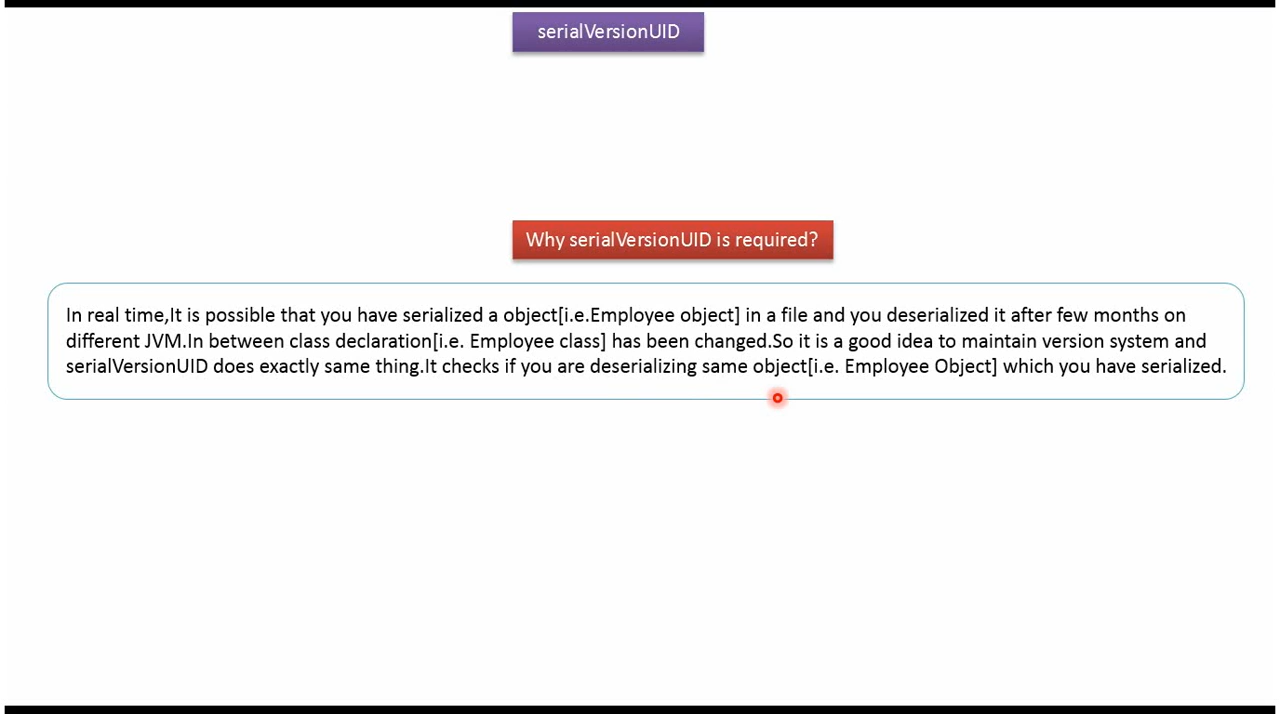 serialVersionUID
Why serialVersionUID is required?
In real time,It is possible that you have serialized a object[i.e.Employee object] in a file and you deserialized it after few months on
different JVM.In between class declaration[i.e. Employee class] has been changed.So it is a good idea to maintain version system and
serialVersionUID does exactly same thing.It checks if you are deserializing same object[i.e. Employee Object] which you have serialized.